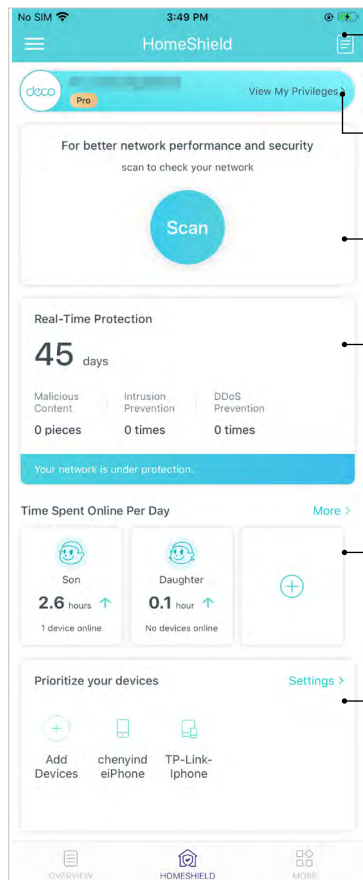 No SIM 3:49 PM
HomeShield
deco
Pro
View My Privileges >
For better network performance and security
scan to check your network
Scan
Real-Time Protection
45 days
Malicious Content
Intrusion Prevention
DDoS Prevention
0 pieces 0 times 0 times
Your network is under protection.
Time Spent Online Per Day More >
Son Daughter
2.6 hours ↑ 0.1 hour ↑
1 device online No devices online
Prioritize your devices Settings >
Add Devices
chenyind eiPhone
TP-Link-Iphone
OVERVIEW HOMESHIELD MORE